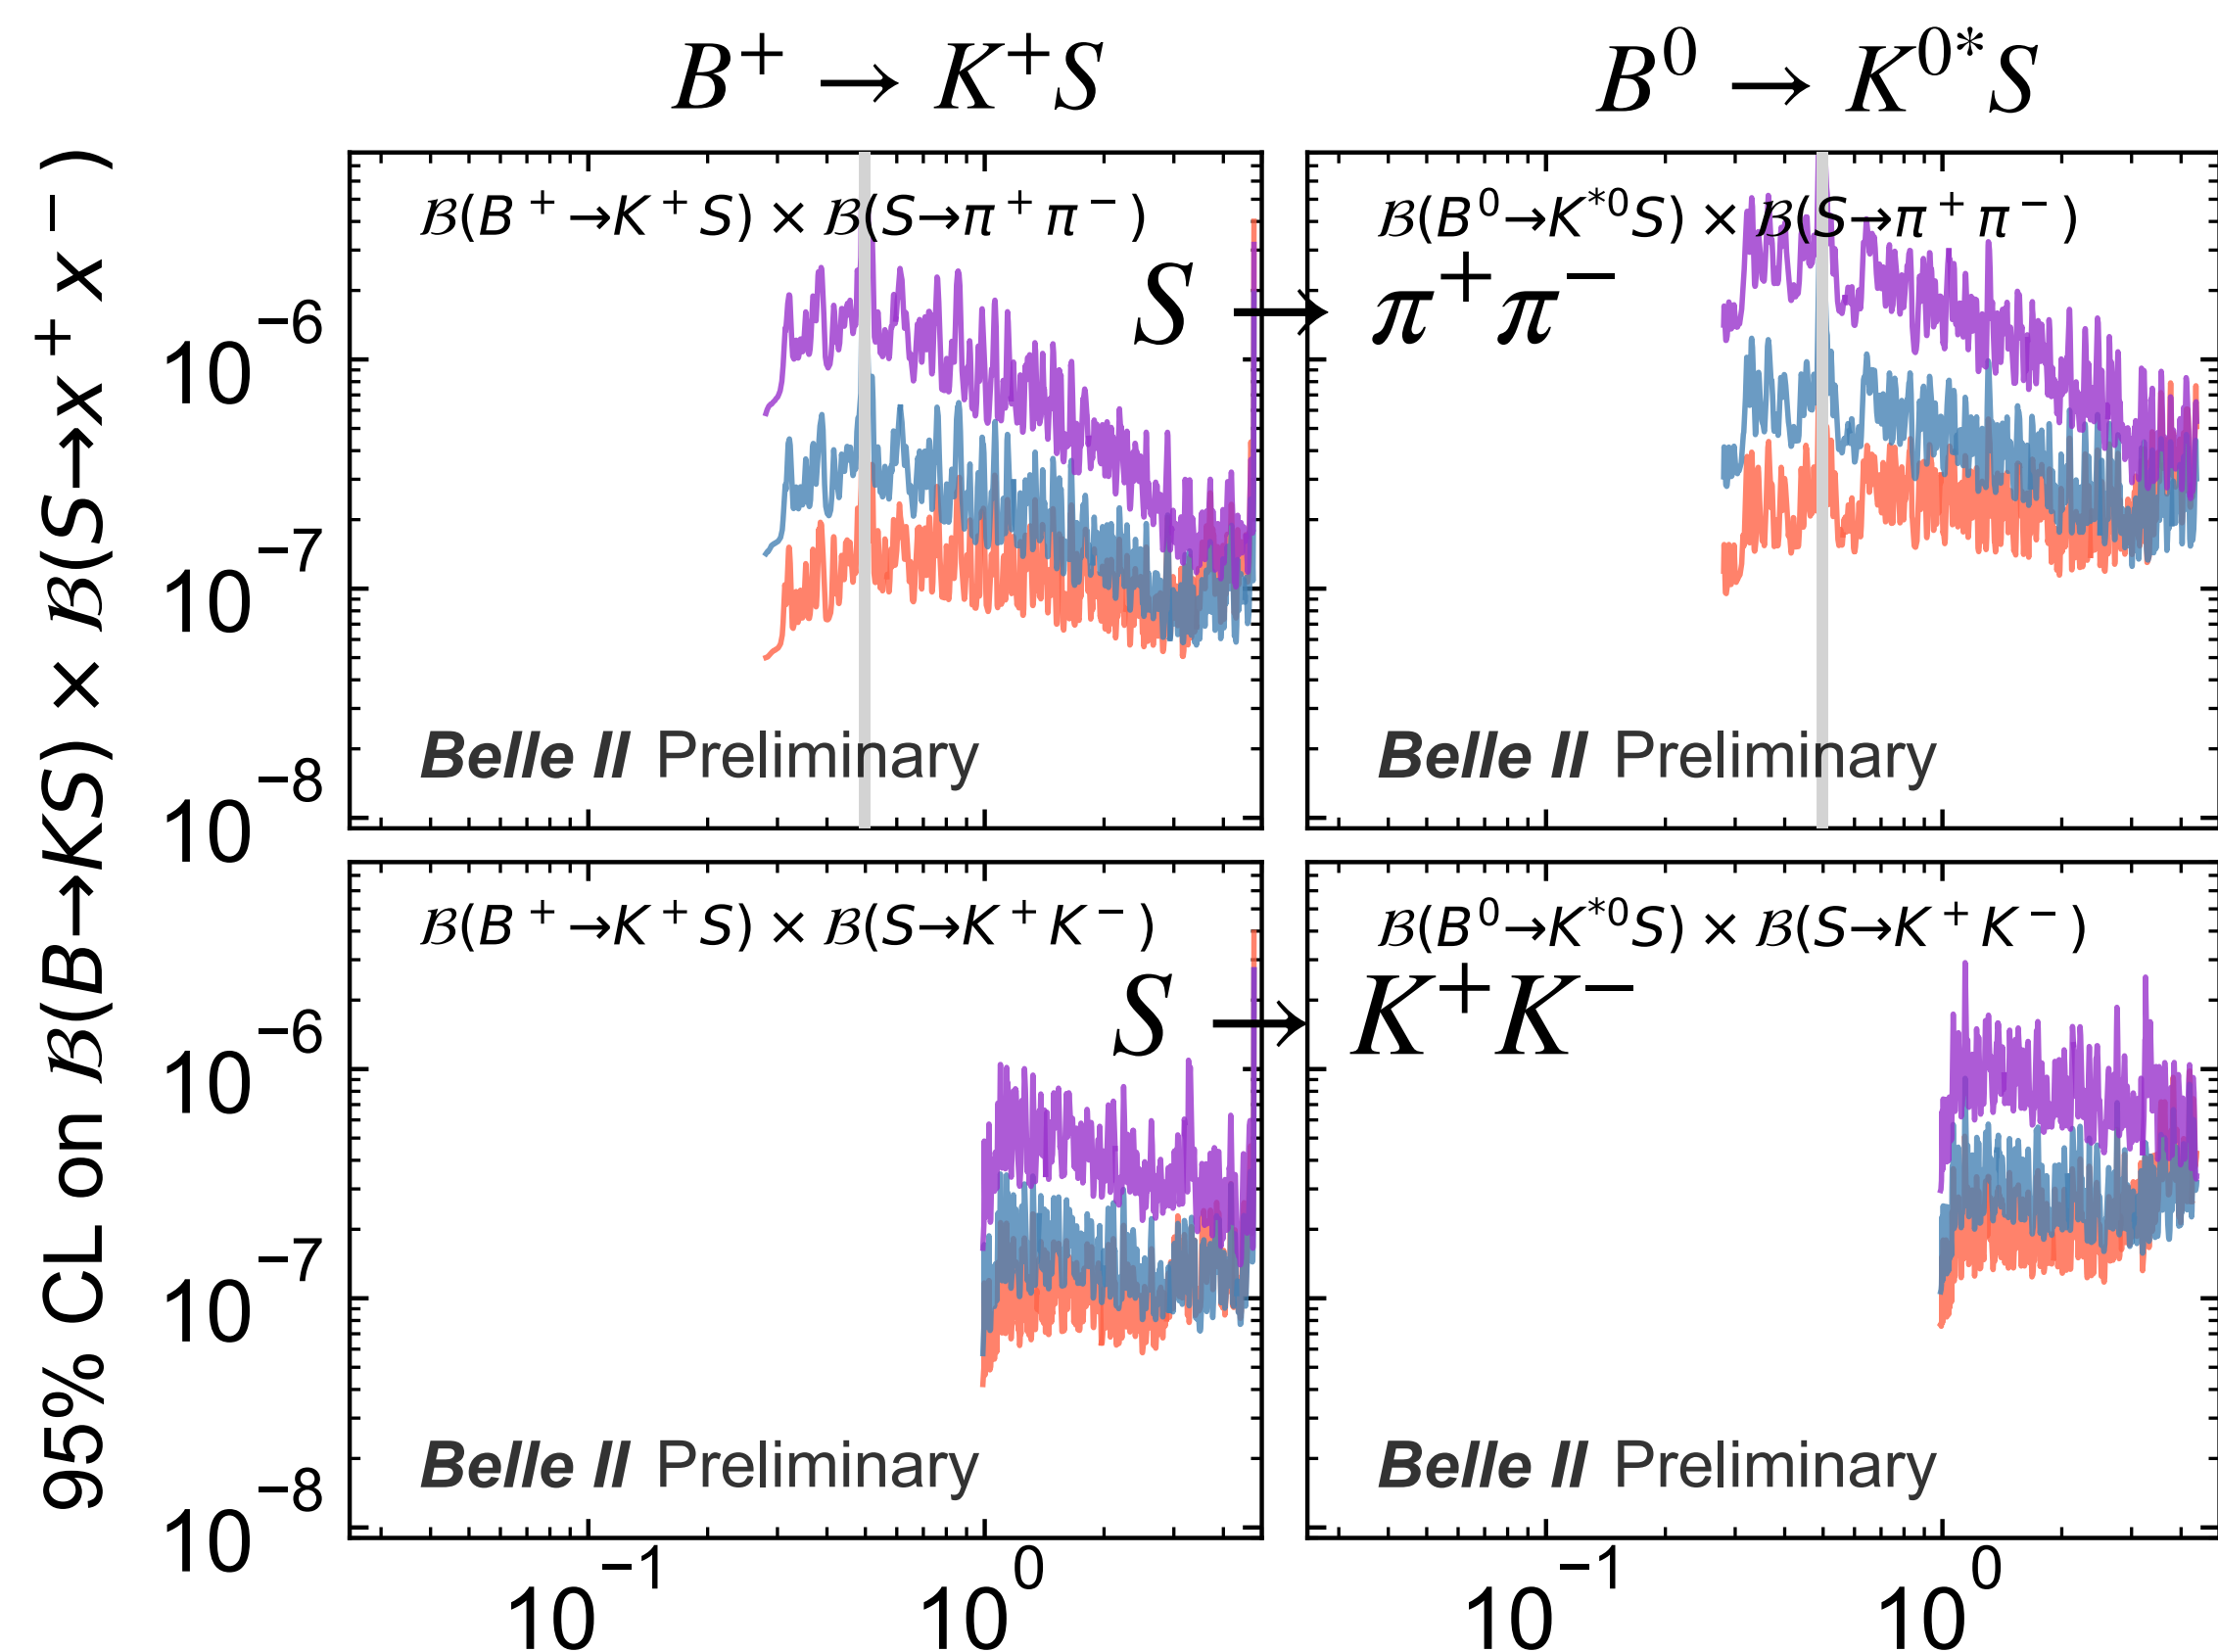 B⁺ → K⁺S
B⁰ → K⁰*S
95% CL on ℬ(B→KS) × ℬ(S→x⁺x⁻)
ℬ(B⁺→K⁺S) × ℬ(S→π⁺π⁻)
ℬ(B⁰→K*⁰S) × ℬ(S→π⁺π⁻)
S → π⁺π⁻
10⁻⁶
10⁻⁷
10⁻⁸
Belle II Preliminary
Belle II Preliminary
ℬ(B⁺→K⁺S) × ℬ(S→K⁺K⁻)
ℬ(B⁰→K*⁰S) × ℬ(S→K⁺K⁻)
S → K⁺K⁻
10⁻⁶
10⁻⁷
10⁻⁸
Belle II Preliminary
Belle II Preliminary
10⁻¹ 10⁰
10⁻¹ 10⁰